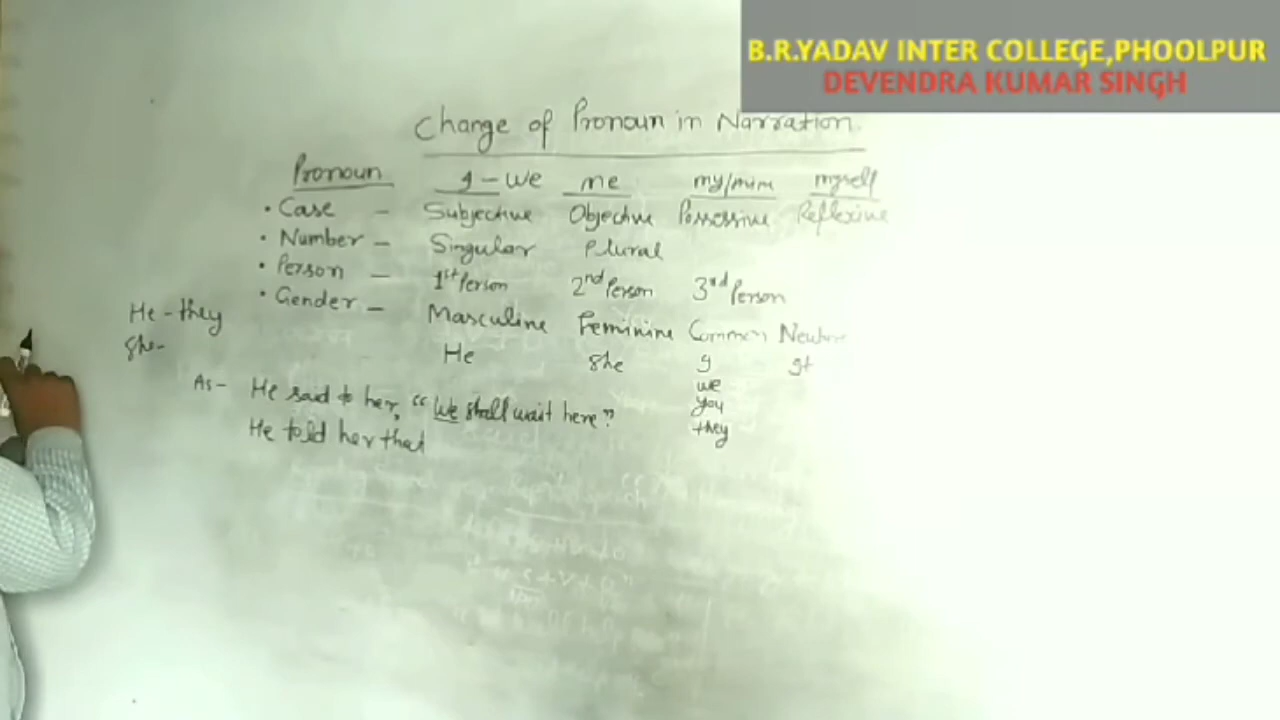 B.R.YADAV INTER COLLEGE,PHOOLPUR
DEVENDRA KUMAR SINGH
Change of Pronoun in Narration.
Pronoun I - We me my/mine myself
• Case - Subjective Objective Possessive Reflexive
• Number - Singular Plural
• Person - 1st Person 2nd Person 3rd Person
• Gender - Masculine Feminine Common
He She I It
we
you
they
He - they
She-
As - He said to her, "We shall wait here"
He told her that